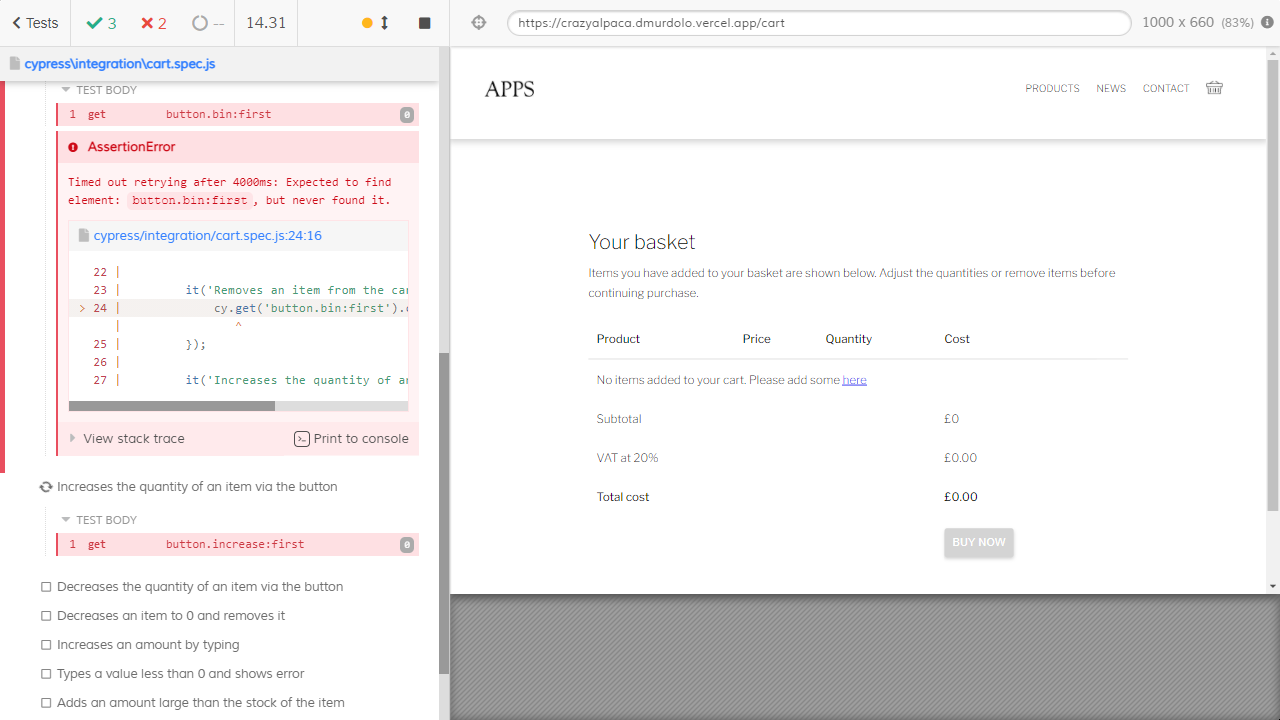 Tests
3
2
--
14.31
cypress\integration\cart.spec.js
TEST BODY
1 get button.bin:first 0
AssertionError
Timed out retrying after 4000ms: Expected to find
element: button.bin:first, but never found it.
cypress/integration/cart.spec.js:24:16
22 |
23 | it('Removes an item from the car
> 24 | cy.get('button.bin:first').c
| ^
25 | });
26 |
27 | it('Increases the quantity of an
View stack trace
Print to console
Increases the quantity of an item via the button
TEST BODY
1 get button.increase:first 0
Decreases the quantity of an item via the button
Decreases an item to 0 and removes it
Increases an amount by typing
Types a value less than 0 and shows error
Adds an amount large than the stock of the item
https://crazyalpaca.dmurdolo.vercel.app/cart
1000 x 660 (83%)
APPS
PRODUCTS NEWS CONTACT
Your basket
Items you have added to your basket are shown below. Adjust the quantities or remove items before
continuing purchase.
Product Price Quantity Cost
No items added to your cart. Please add some here
Subtotal £0
VAT at 20% £0.00
Total cost £0.00
BUY NOW